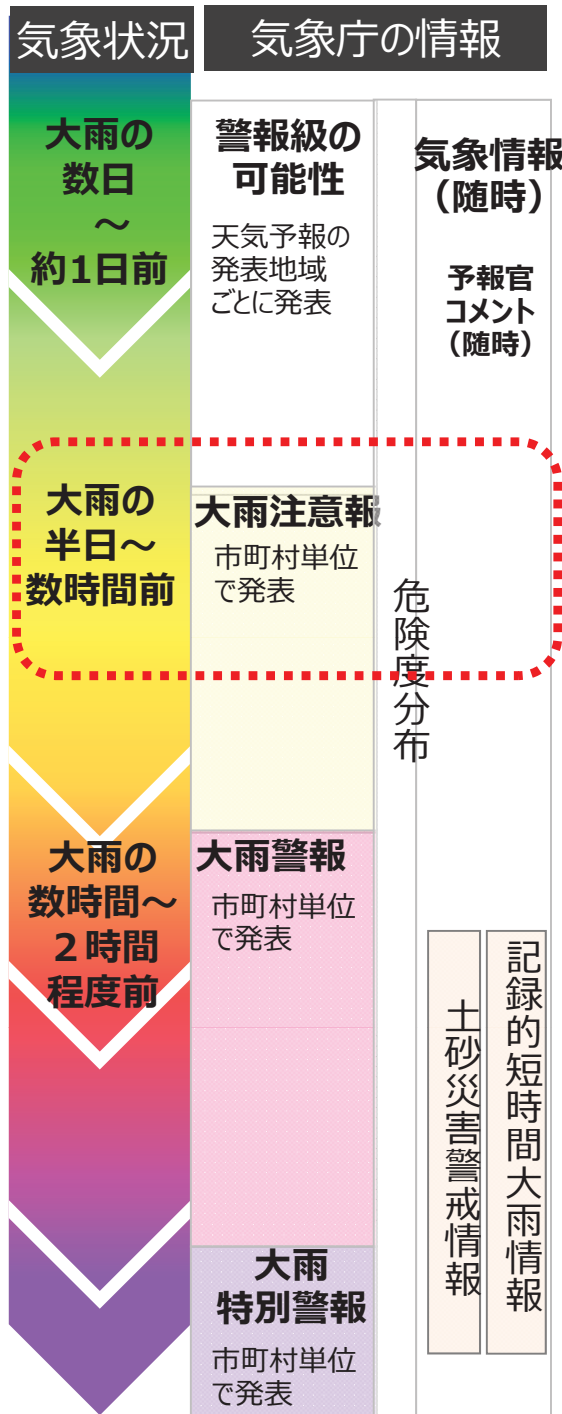 気象状況
気象庁の情報
大雨の
数日
～
約1日前
警報級の
可能性
天気予報の
発表地域
ごとに発表
気象情報
（随時）
予報官
コメント
（随時）
大雨の
半日～
数時間前
大雨注意報
市町村単位
で発表
危険度分布
大雨の
数時間～
２時間
程度前
大雨警報
市町村単位
で発表
土砂災害警戒情報
記録的短時間大雨情報
大雨
特別警報
市町村単位
で発表